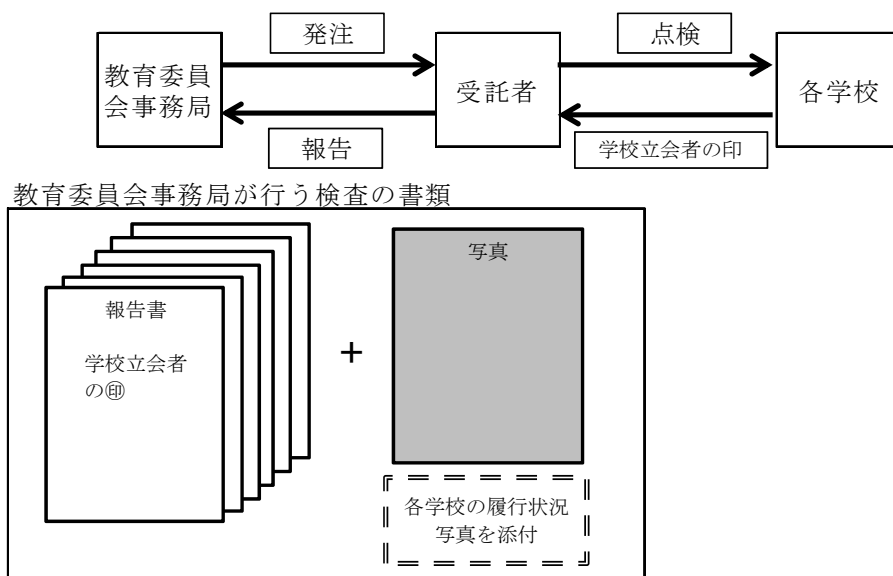 発注
点検
教育委員
会事務局
受託者
各学校
報告
学校立会者の印
教育委員会事務局が行う検査の書類
報告書
学校立会者
の㊞
+
写真
各学校の履行状況
写真を添付